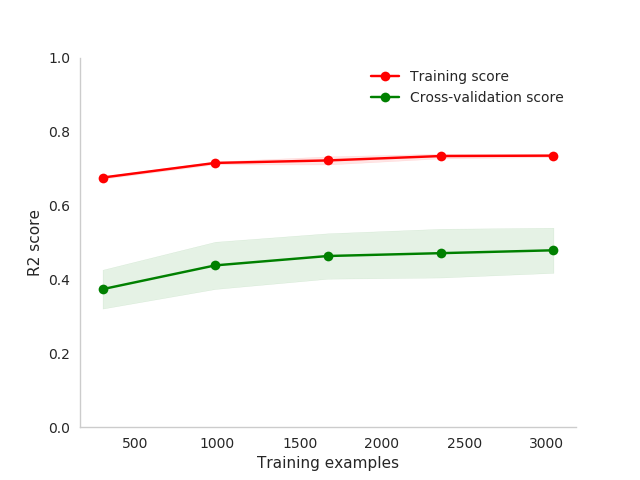 1.0
Training score
Cross-validation score
0.8
0.6
0.4
0.2
0.0
R2 score
500 1000 1500 2000 2500 3000
Training examples